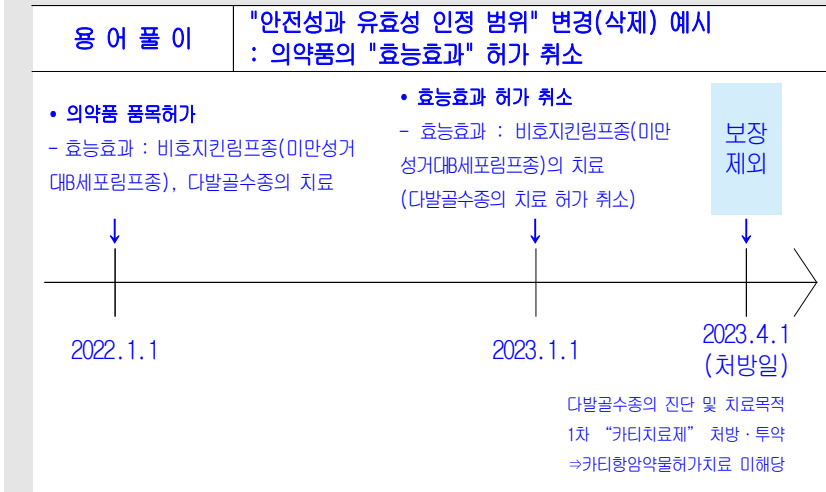 용 어 풀 이
"안전성과 유효성 인정 범위" 변경(삭제) 예시
: 의약품의 "효능효과" 허가 취소
• 의약품 품목허가
- 효능효과 : 비호지킨림프종(미만성거
대B세포림프종), 다발골수종의 치료
• 효능효과 허가 취소
- 효능효과 : 비호지킨림프종(미만
성거대B세포림프종)의 치료
(다발골수종의 치료 허가 취소)
보장
제외
↓
↓
↓
2022.1.1
2023.1.1
2023.4.1
(처방일)
다발골수종의 진단 및 치료목적
1차 “카티치료제” 처방·투약
⇒카티항암약물허가치료 미해당